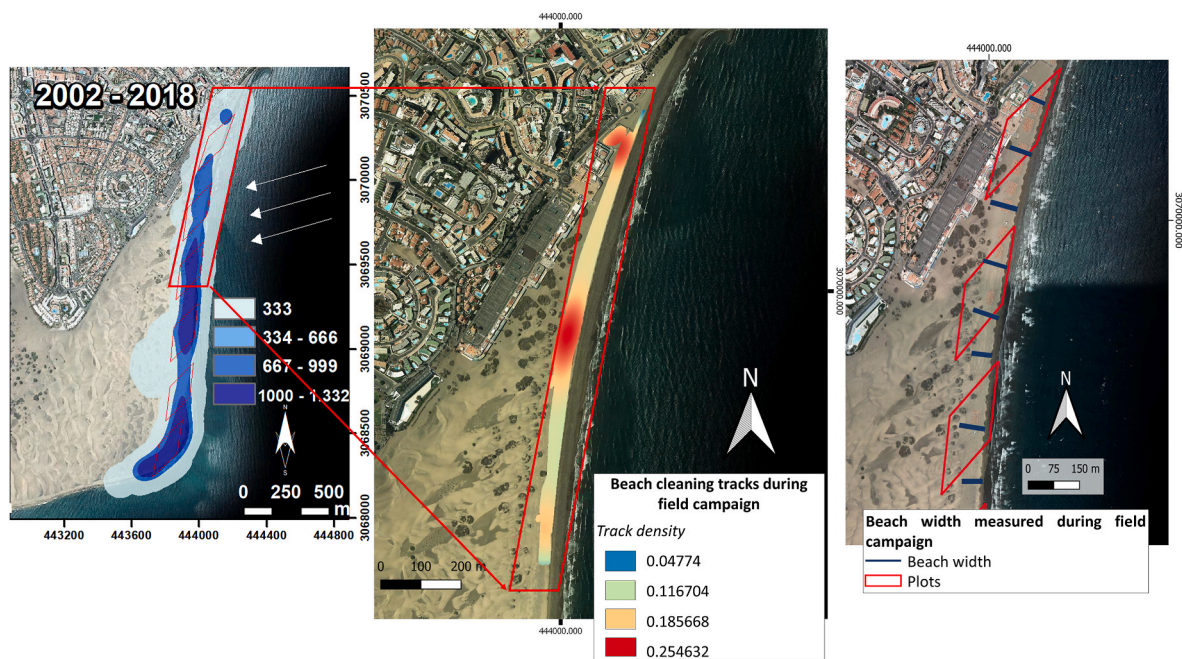 2002 - 2018
333
334 - 666
667 - 999
1000 - 1.332
N
S
0 250 500
m
443200 443600 444000 444400 444800
3070500
3070000
3069500
3069000
3068500
3068000
444000.000
N
0 100 200 m
444000.000
3070000.000
Beach cleaning tracks during
field campaign
Track density
0.04774
0.116704
0.185668
0.254632
444000.000
3070000.000
N
0 75 150 m
Beach width measured during field
campaign
Beach width
Plots